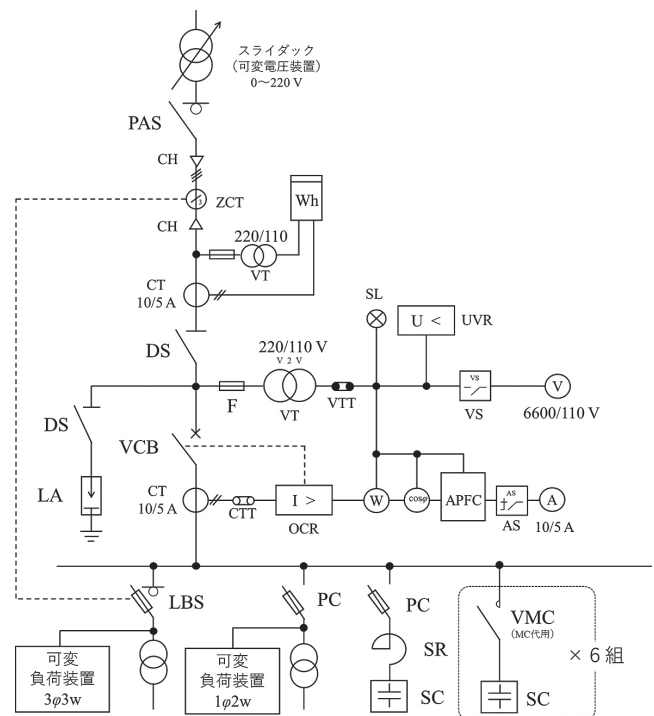 スライダック
(可変電圧装置)
0～220 V
PAS
CH
3
ZCT
Wh
CH
220/110
VT
CT
10/5 A
SL
U <
UVR
DS
220/110 V
V 2 V
F
VT
VTT
VS
VS
V
6600/110 V
DS
VCB
LA
CT
10/5 A
CTT
I >
OCR
W
cosφ
APFC
AS
AS
A
10/5 A
LBS
PC
PC
VMC
(MC代用)
SR
× 6組
可変
負荷装置
3φ3w
可変
負荷装置
1φ2w
SC
SC